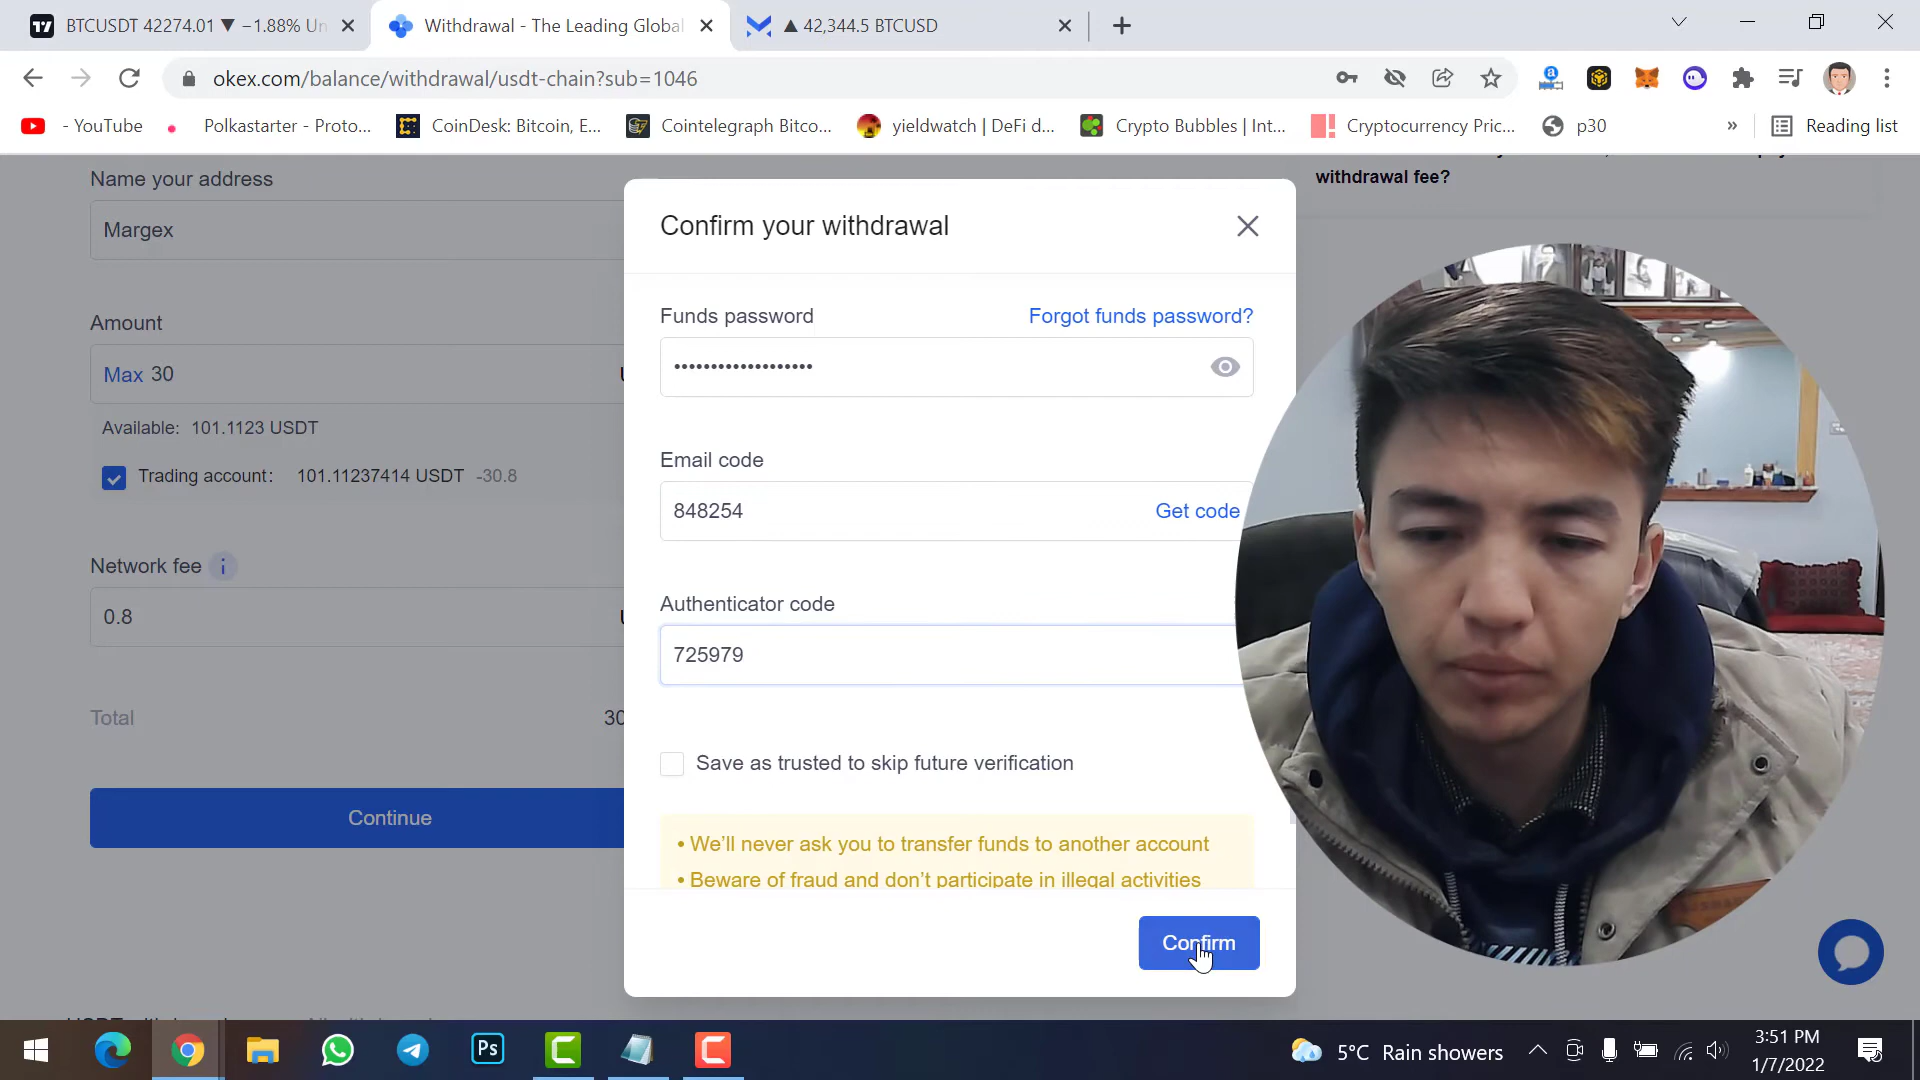 BTCUSDT 42274.01 ▼ −1.88% Un
Withdrawal - The Leading Global
▲ 42,344.5 BTCUSD
okex.com/balance/withdrawal/usdt-chain?sub=1046
- YouTube
Polkastarter - Proto...
CoinDesk: Bitcoin, E...
Cointelegraph Bitco...
yieldwatch | DeFi d...
Crypto Bubbles | Int...
Cryptocurrency Pric...
p30
»
Reading list
Name your address
Margex
Amount
Max 30
Available: 101.1123 USDT
Trading account: 101.11237414 USDT -30.8
Network fee i
0.8
Total 30
Continue
withdrawal fee?
Confirm your withdrawal
Funds password
Forgot funds password?
•••••••••••••••••••
Email code
848254
Get code
Authenticator code
725979
Save as trusted to skip future verification
• We'll never ask you to transfer funds to another account
• Beware of fraud and don't participate in illegal activities
Confirm
Ps
5°C Rain showers
3:51 PM
1/7/2022